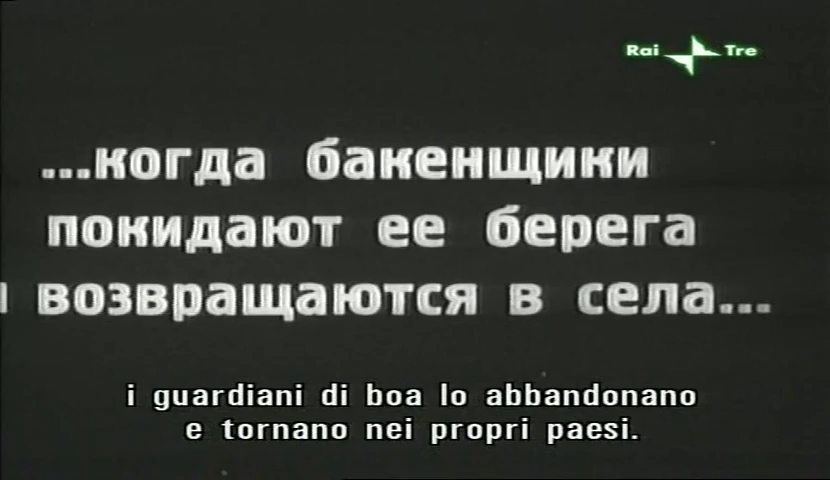 Rai Tre
...когда бакенщики
покидают ее берега
и возвращаются в села...
i guardiani di boa lo abbandonano
e tornano nei propri paesi.